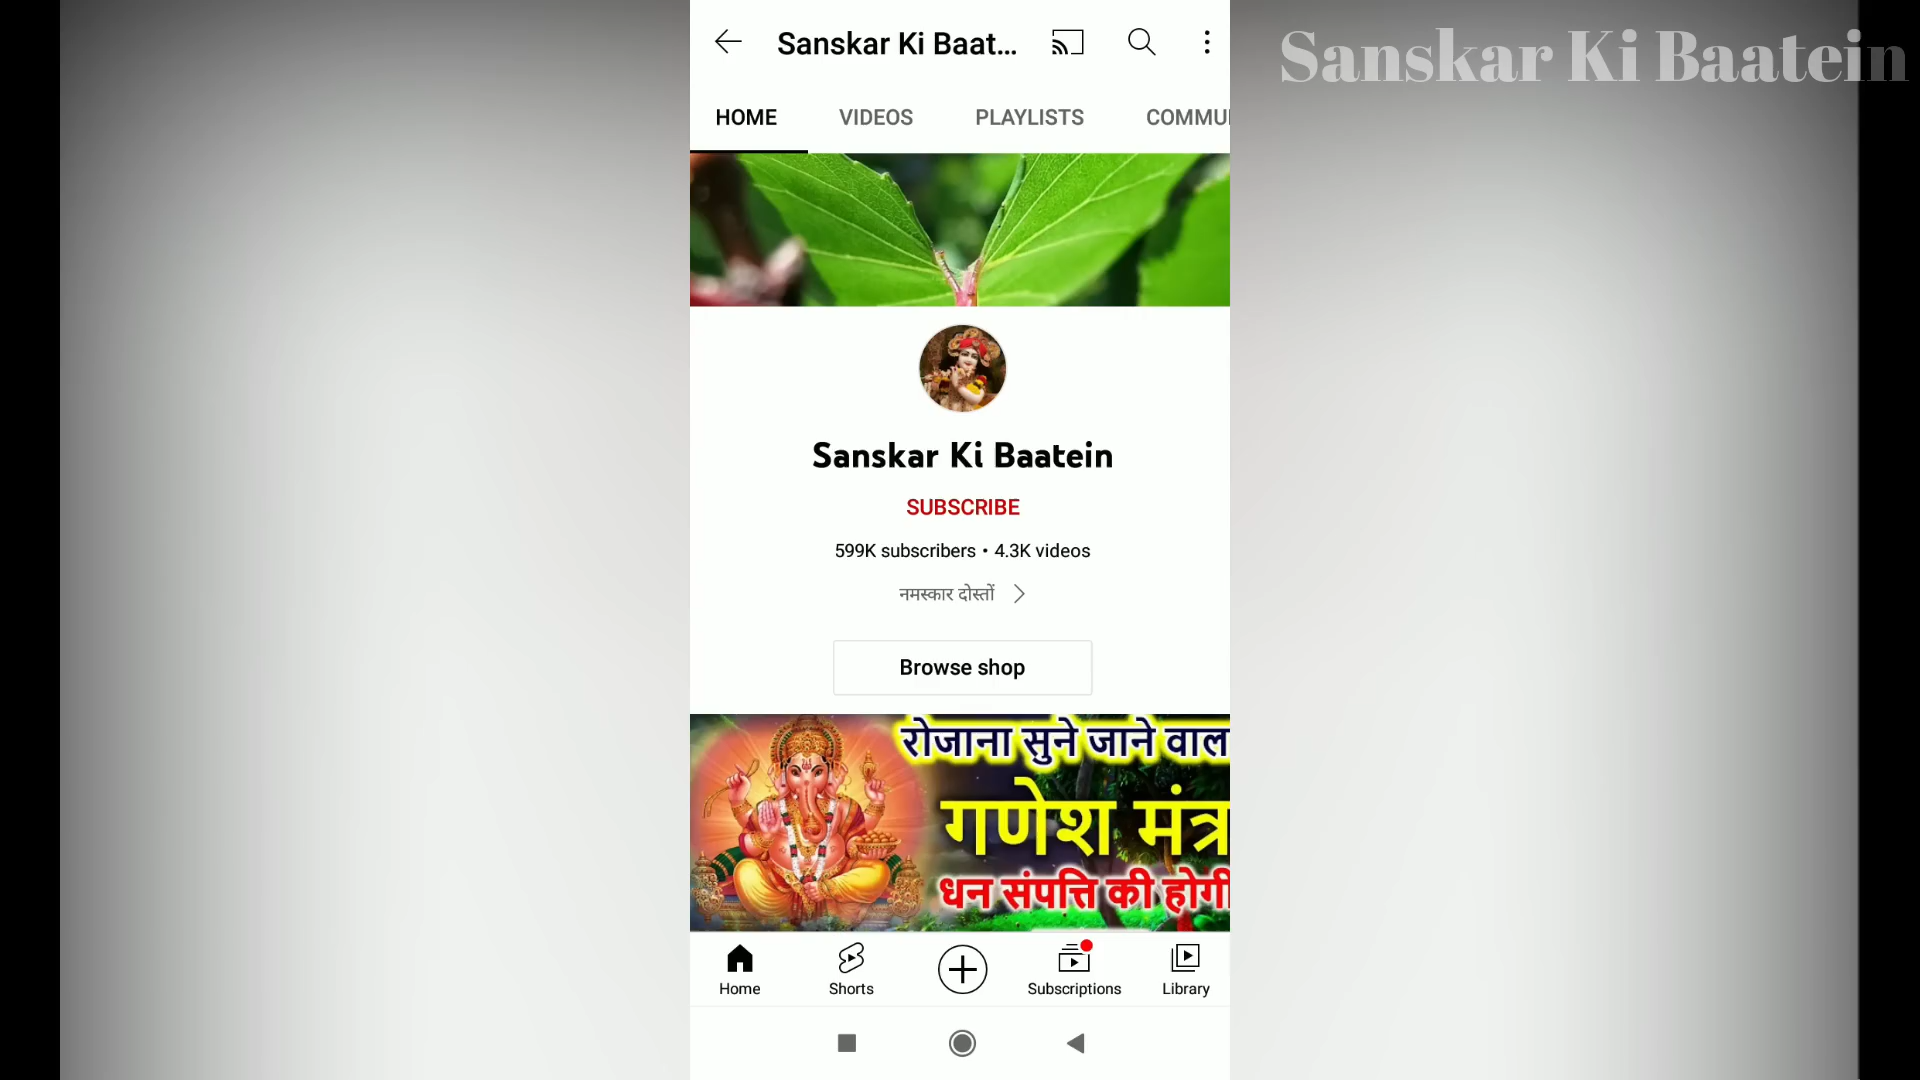 Sanskar Ki Baat...
Sanskar Ki Baatein
HOME VIDEOS PLAYLISTS COMMU
Sanskar Ki Baatein
SUBSCRIBE
599K subscribers • 4.3K videos
नमस्कार दोस्तों
Browse shop
रोजाना सुने जाने वाल
गणेश मंत्र
धन संपत्ति की होगी
Home Shorts Subscriptions Library